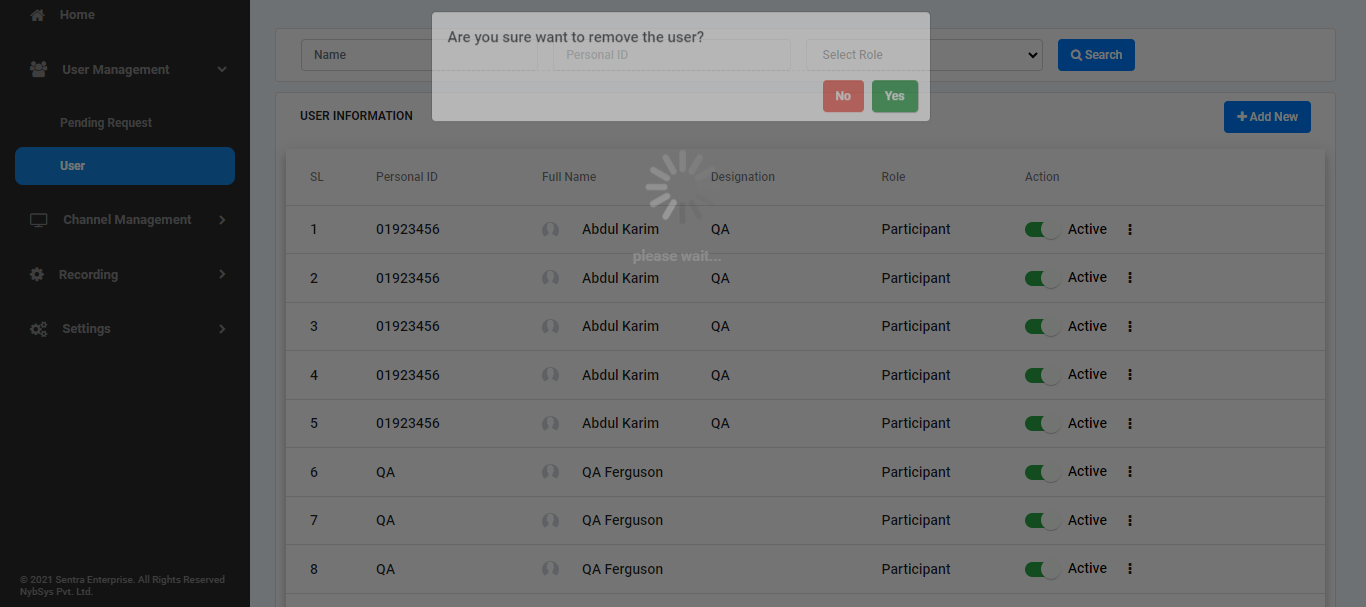 Home
User Management
Pending Request
User
Channel Management
Recording
Settings
© 2021 Sentra Enterprise. All Rights Reserved
NybSys Pvt. Ltd.
Are you sure want to remove the user?
Name Personal ID Select Role Search
No Yes
USER INFORMATION Add New
SL Personal ID Full Name Designation Role Action
1 01923456 Abdul Karim QA Participant Active
please wait...
2 01923456 Abdul Karim QA Participant Active
3 01923456 Abdul Karim QA Participant Active
4 01923456 Abdul Karim QA Participant Active
5 01923456 Abdul Karim QA Participant Active
6 QA QA Ferguson Participant Active
7 QA QA Ferguson Participant Active
8 QA QA Ferguson Participant Active